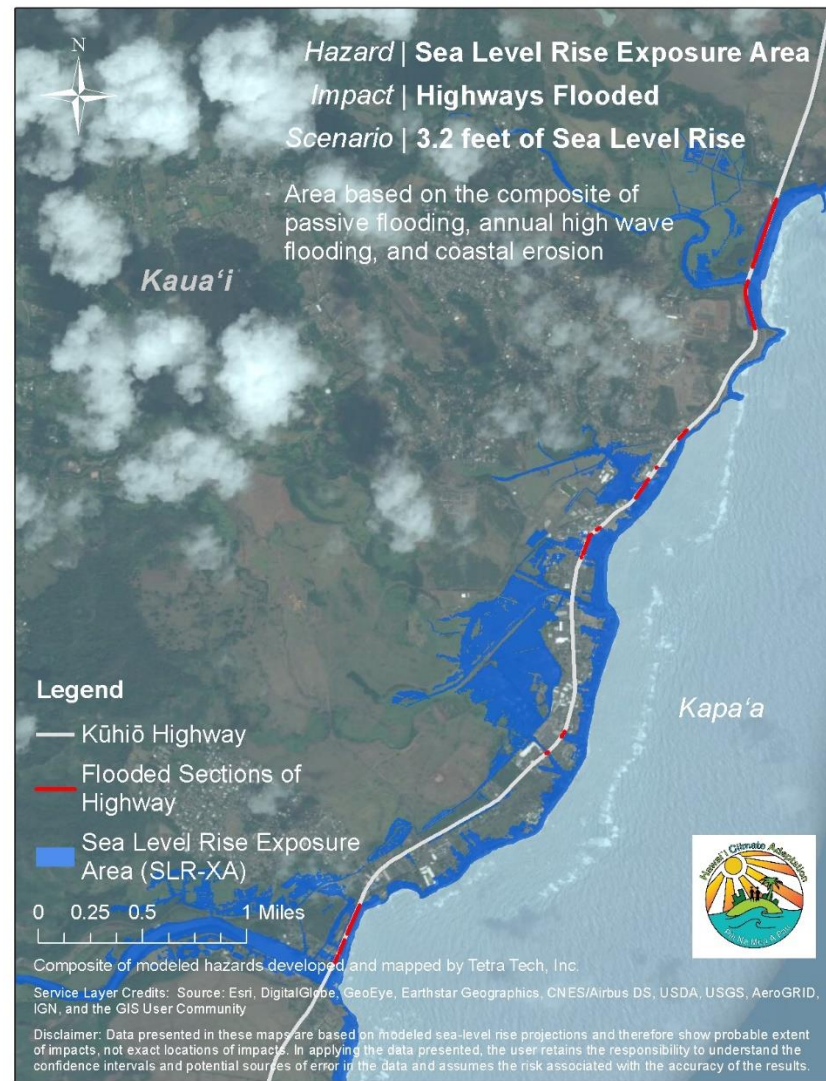 N
Hazard | Sea Level Rise Exposure Area
Impact | Highways Flooded
Scenario | 3.2 feet of Sea Level Rise
Area based on the composite of
passive flooding, annual high wave
flooding, and coastal erosion
Kauaʻi
Kapaʻa
Legend
Kūhiō Highway
Flooded Sections of
Highway
Sea Level Rise Exposure
Area (SLR-XA)
0 0.25 0.5 1 Miles
Hawaiʻi Climate Adaptation
Composite of modeled hazards developed and mapped by Tetra Tech, Inc.
Service Layer Credits: Source: Esri, DigitalGlobe, GeoEye, Earthstar Geographics, CNES/Airbus DS, USDA, USGS, AeroGRID,
IGN, and the GIS User Community
Disclaimer: Data presented in these maps are based on modeled sea-level rise projections and therefore show probable extent
of impacts, not exact locations of impacts. In applying the data presented, the user retains the responsibility to understand the
confidence intervals and potential sources of error in the data and assumes the risk associated with the accuracy of the results.